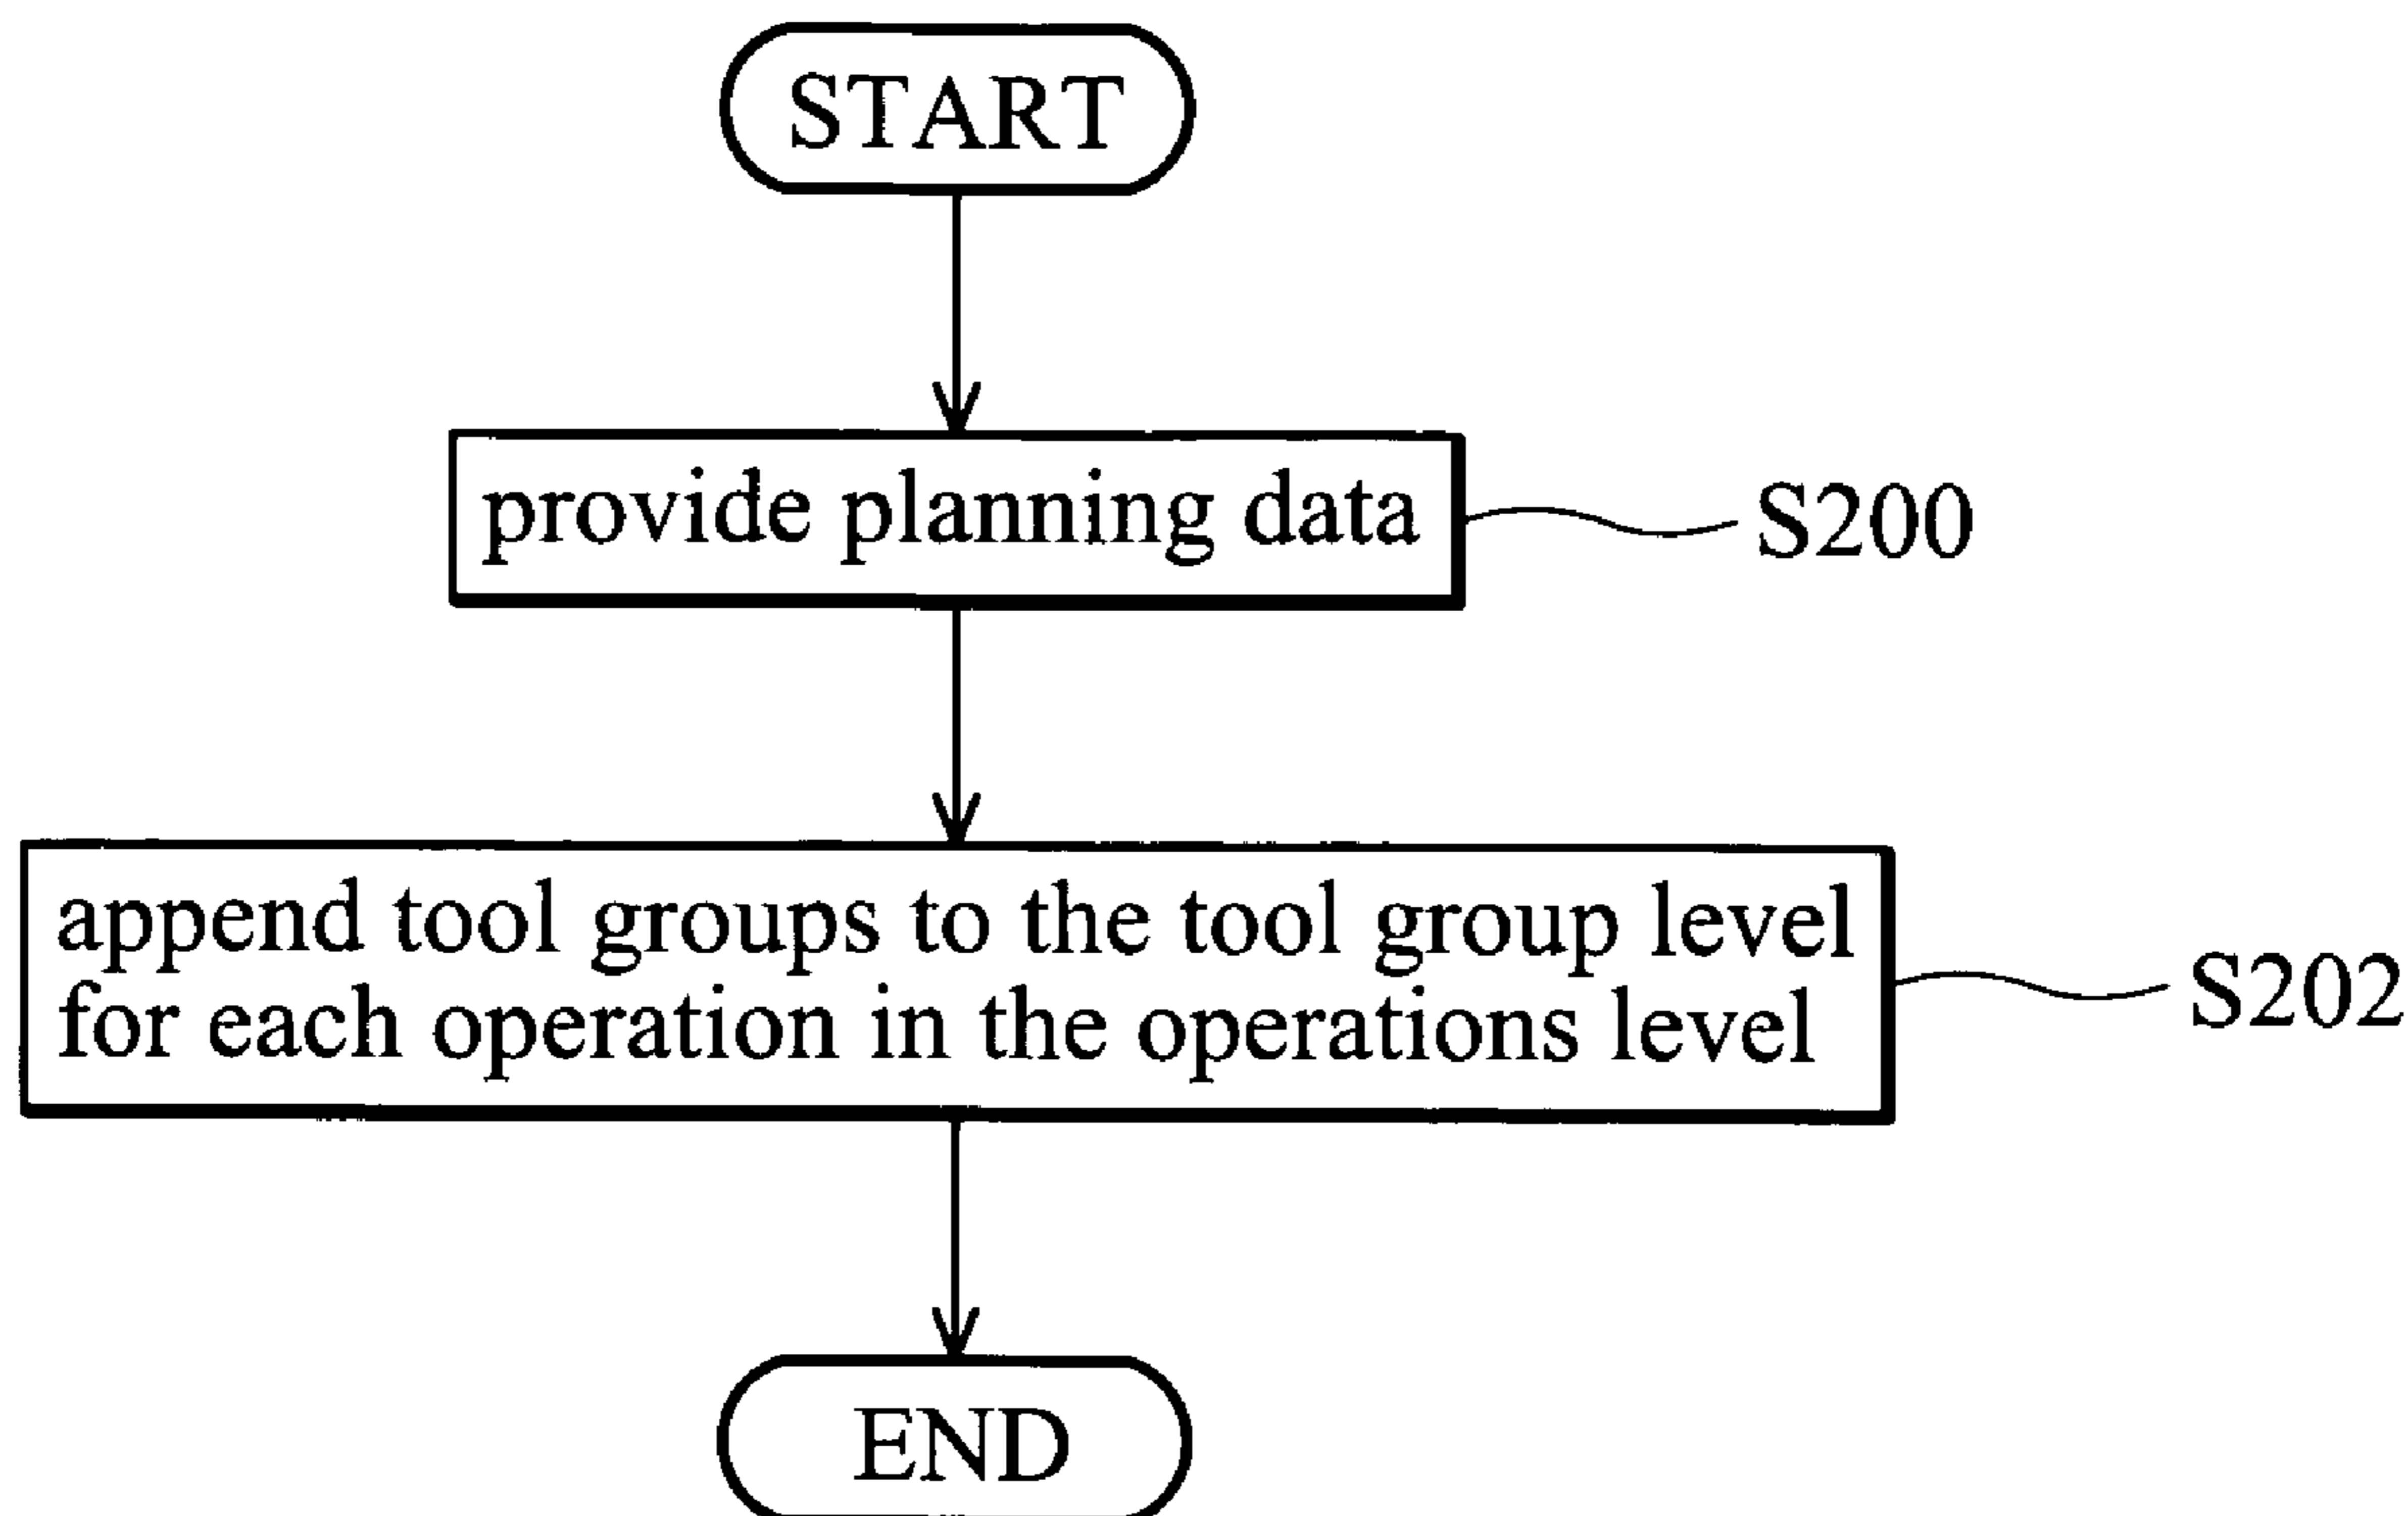 START
provide planning data
S200
append tool groups to the tool group level
for each operation in the operations level
S202
END